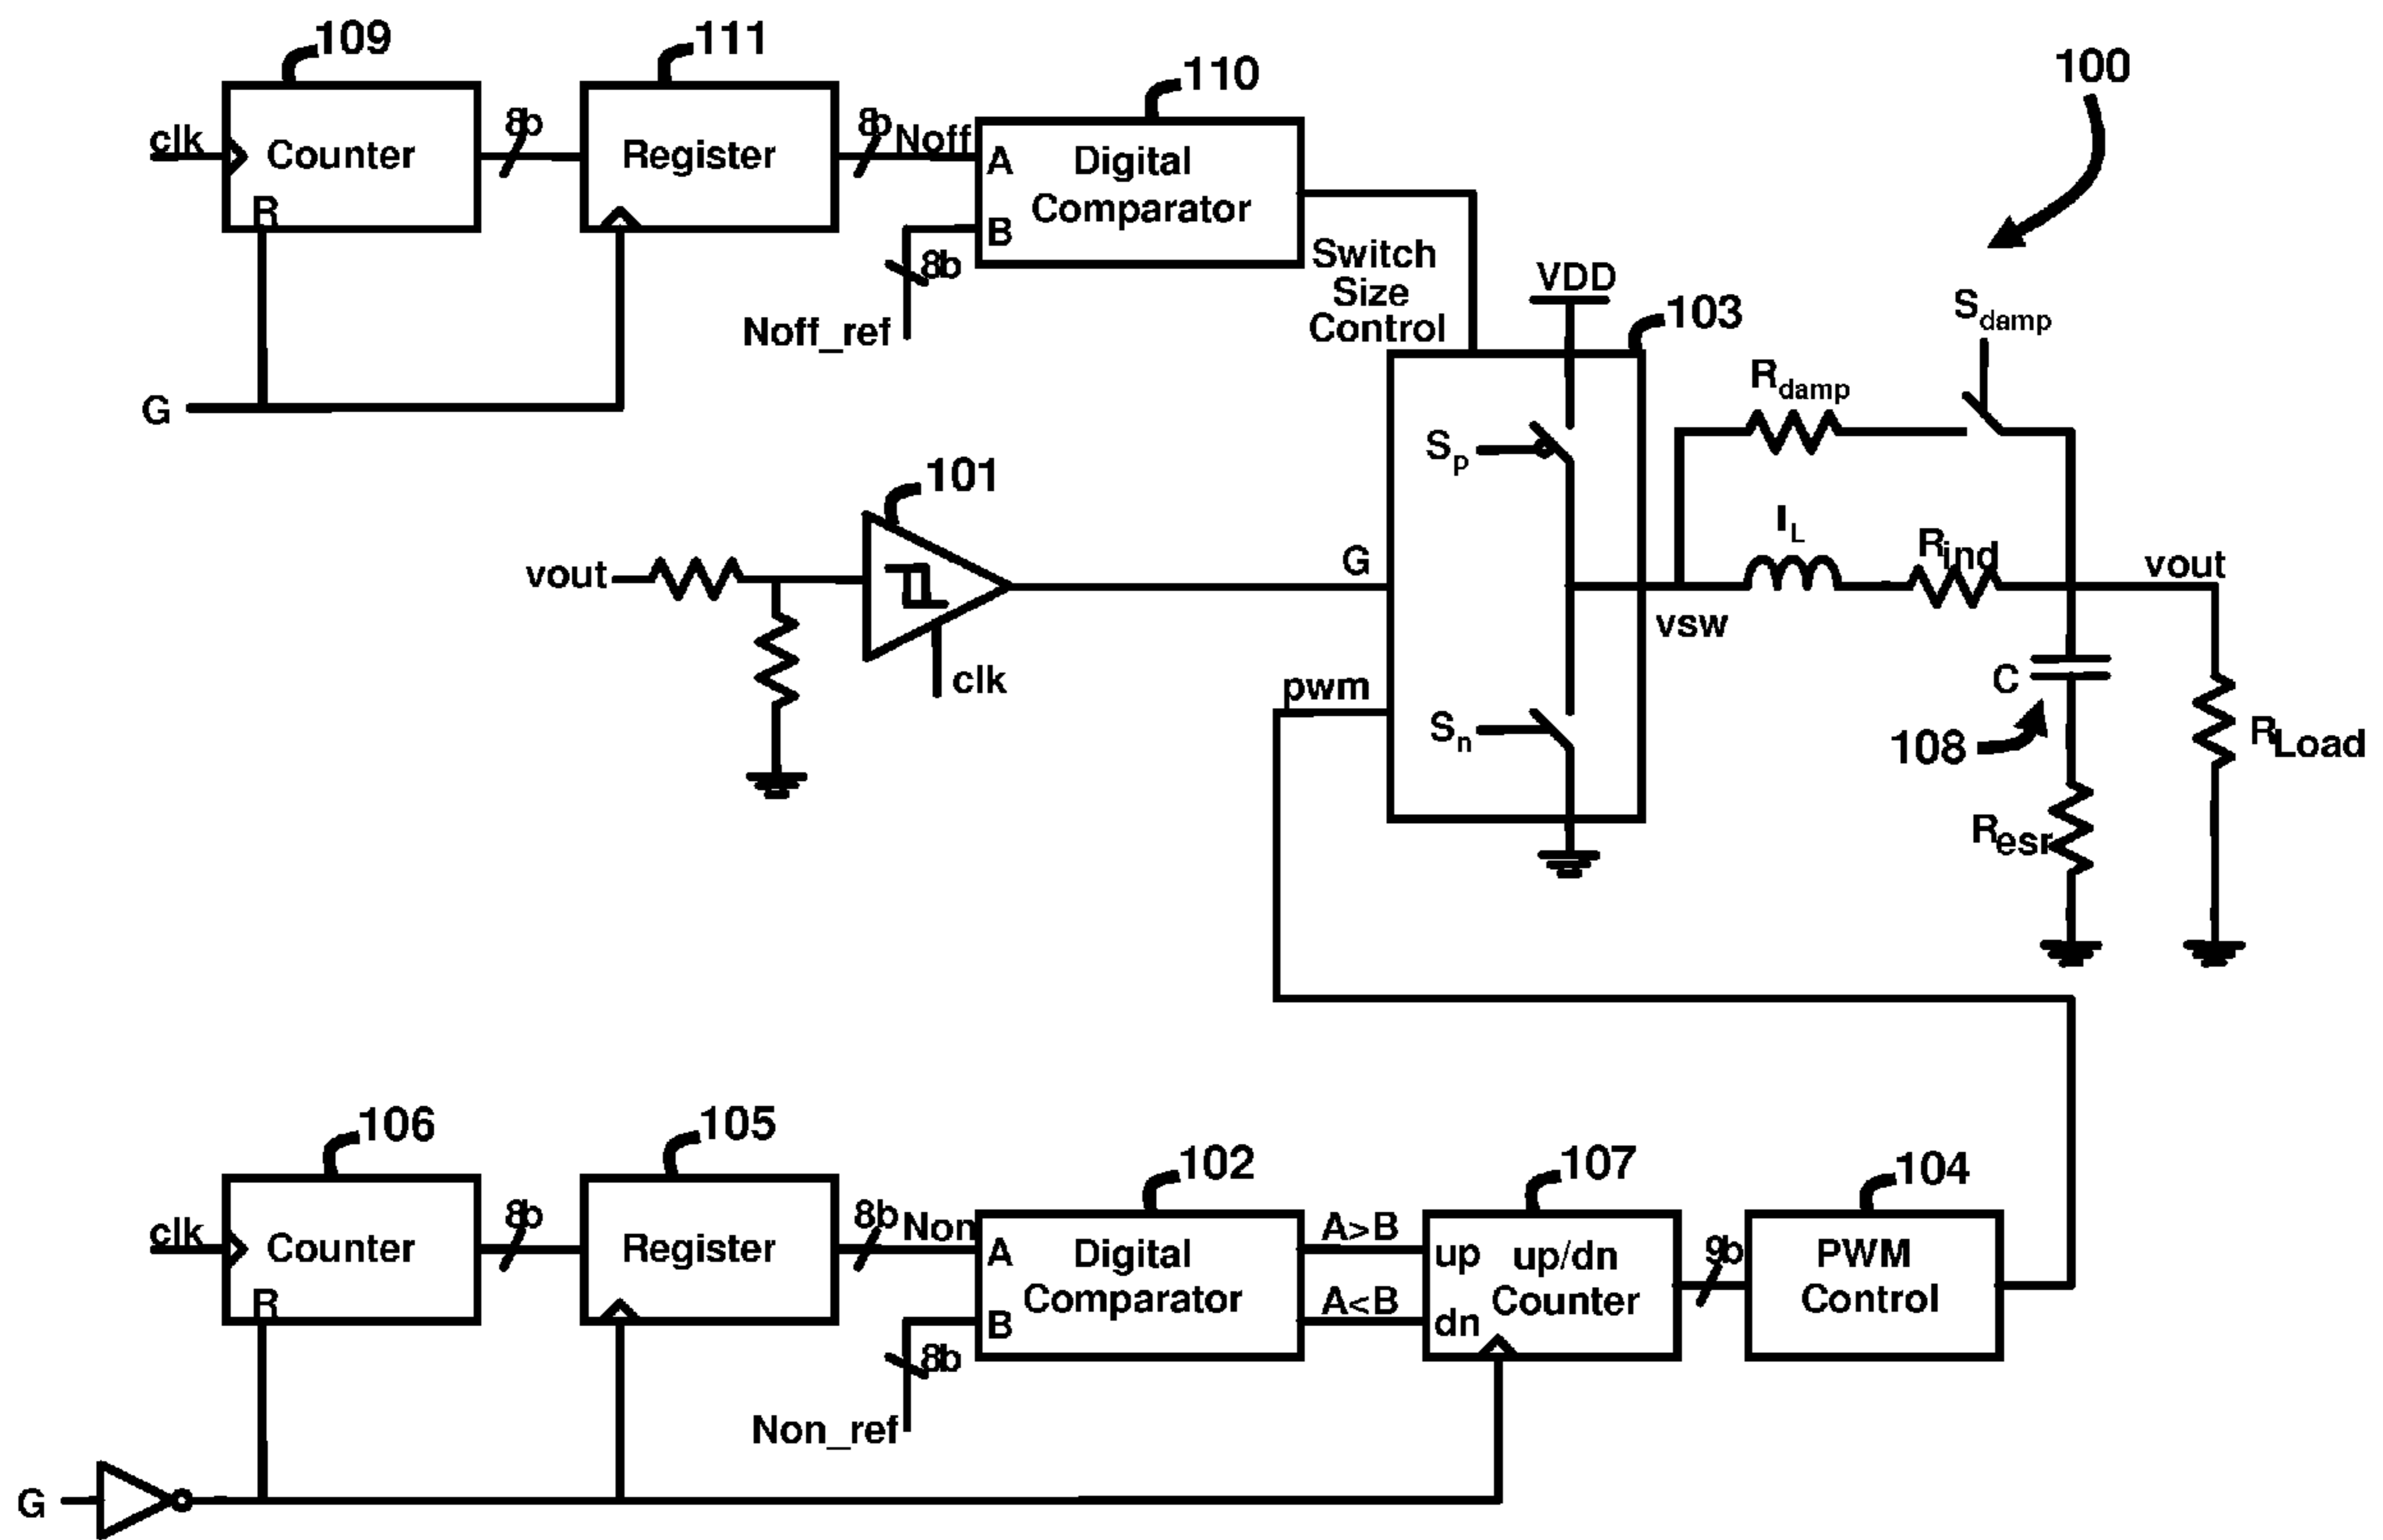 109
111
110
100
clk
Counter
R
8b
Register
8b
Noff
A
B
Digital
Comparator
8b
Noff_ref
Switch
Size
Control
VDD
103
Sdamp
Rdamp
G
101
Sp
vout
clk
G
IL
Rind
vout
vsw
pwm
Sn
C
108
RLoad
Resr
106
105
102
107
104
clk
Counter
R
8b
Register
8b
Non
A
B
Digital
Comparator
8b
Non_ref
A>B
A<B
up
dn
up/dn
Counter
9b
PWM
Control
G